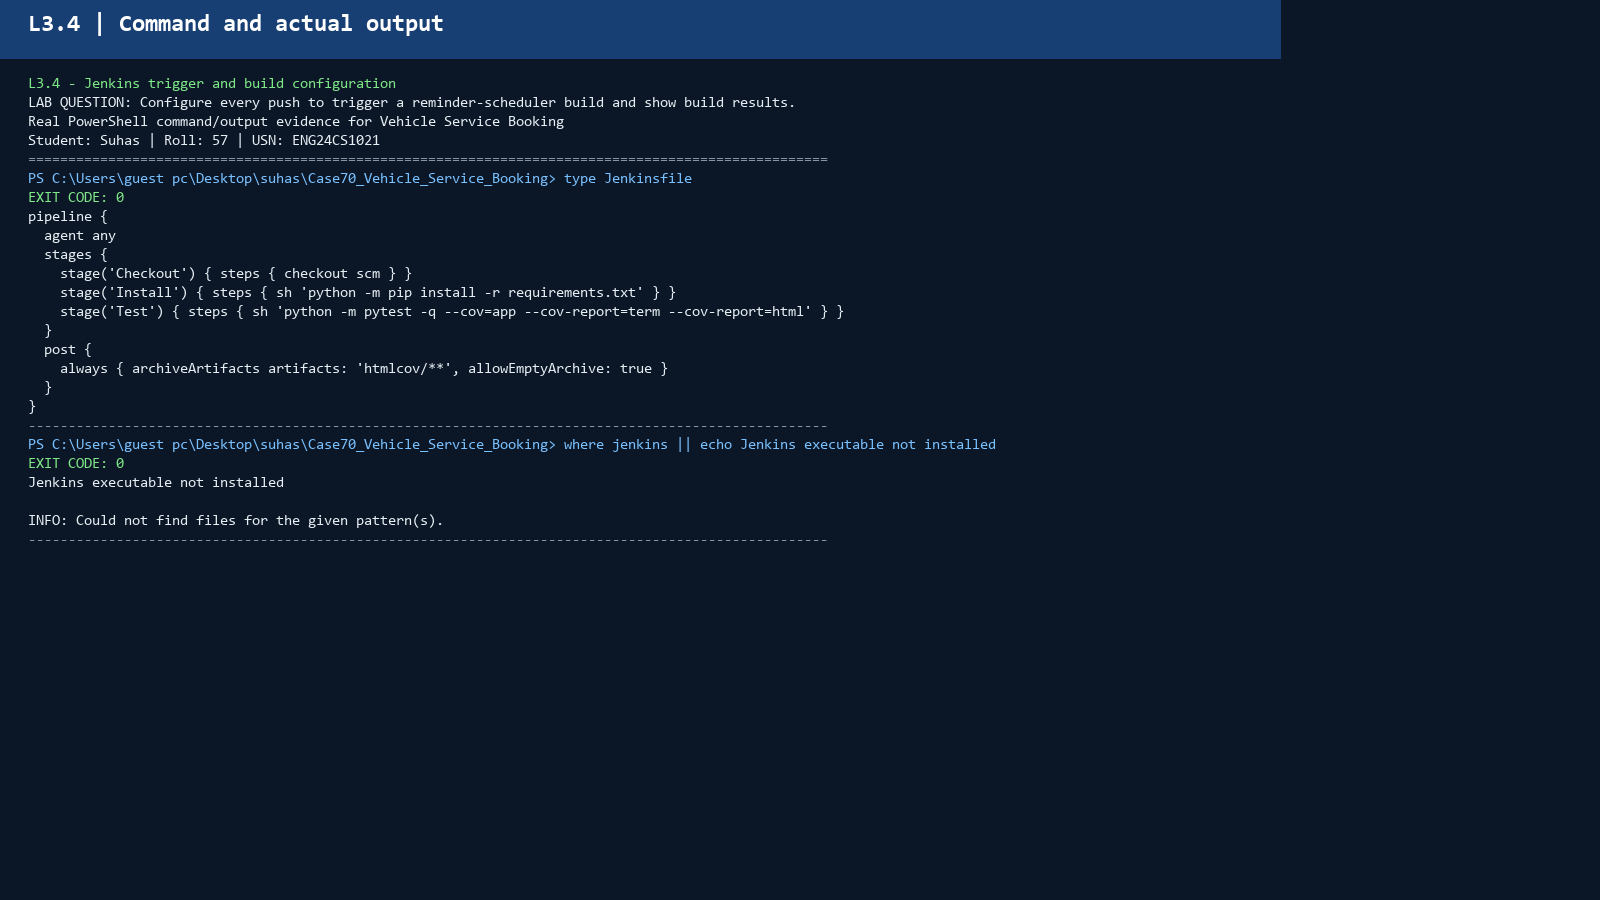 L3.4 | Command and actual output
L3.4 - Jenkins trigger and build configuration
LAB QUESTION: Configure every push to trigger a reminder-scheduler build and show build results.
Real PowerShell command/output evidence for Vehicle Service Booking
Student: Suhas | Roll: 57 | USN: ENG24CS1021
====================================================================================================
PS C:\Users\guest pc\Desktop\suhas\Case70_Vehicle_Service_Booking> type Jenkinsfile
EXIT CODE: 0
pipeline {
  agent any
  stages {
    stage('Checkout') { steps { checkout scm } }
    stage('Install') { steps { sh 'python -m pip install -r requirements.txt' } }
    stage('Test') { steps { sh 'python -m pytest -q --cov=app --cov-report=term --cov-report=html' } }
  }
  post {
    always { archiveArtifacts artifacts: 'htmlcov/**', allowEmptyArchive: true }
  }
}
----------------------------------------------------------------------------------------------------
PS C:\Users\guest pc\Desktop\suhas\Case70_Vehicle_Service_Booking> where jenkins || echo Jenkins executable not installed
EXIT CODE: 0
Jenkins executable not installed
INFO: Could not find files for the given pattern(s).
----------------------------------------------------------------------------------------------------